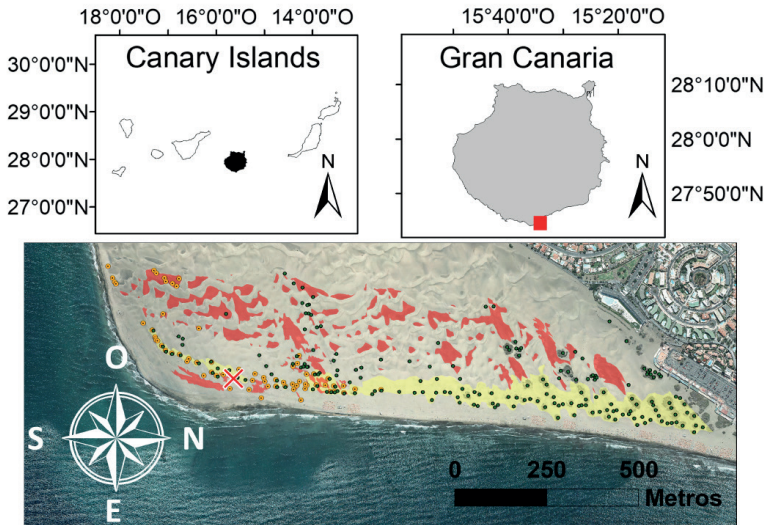 18°0'0"O 16°0'0"O 14°0'0"O
15°40'0"O 15°20'0"O
Canary Islands
Gran Canaria
30°0'0"N
29°0'0"N
28°0'0"N
27°0'0"N
N
N
28°10'0"N
28°0'0"N
27°50'0"N
O
S
N
E
0 250 500
Metros